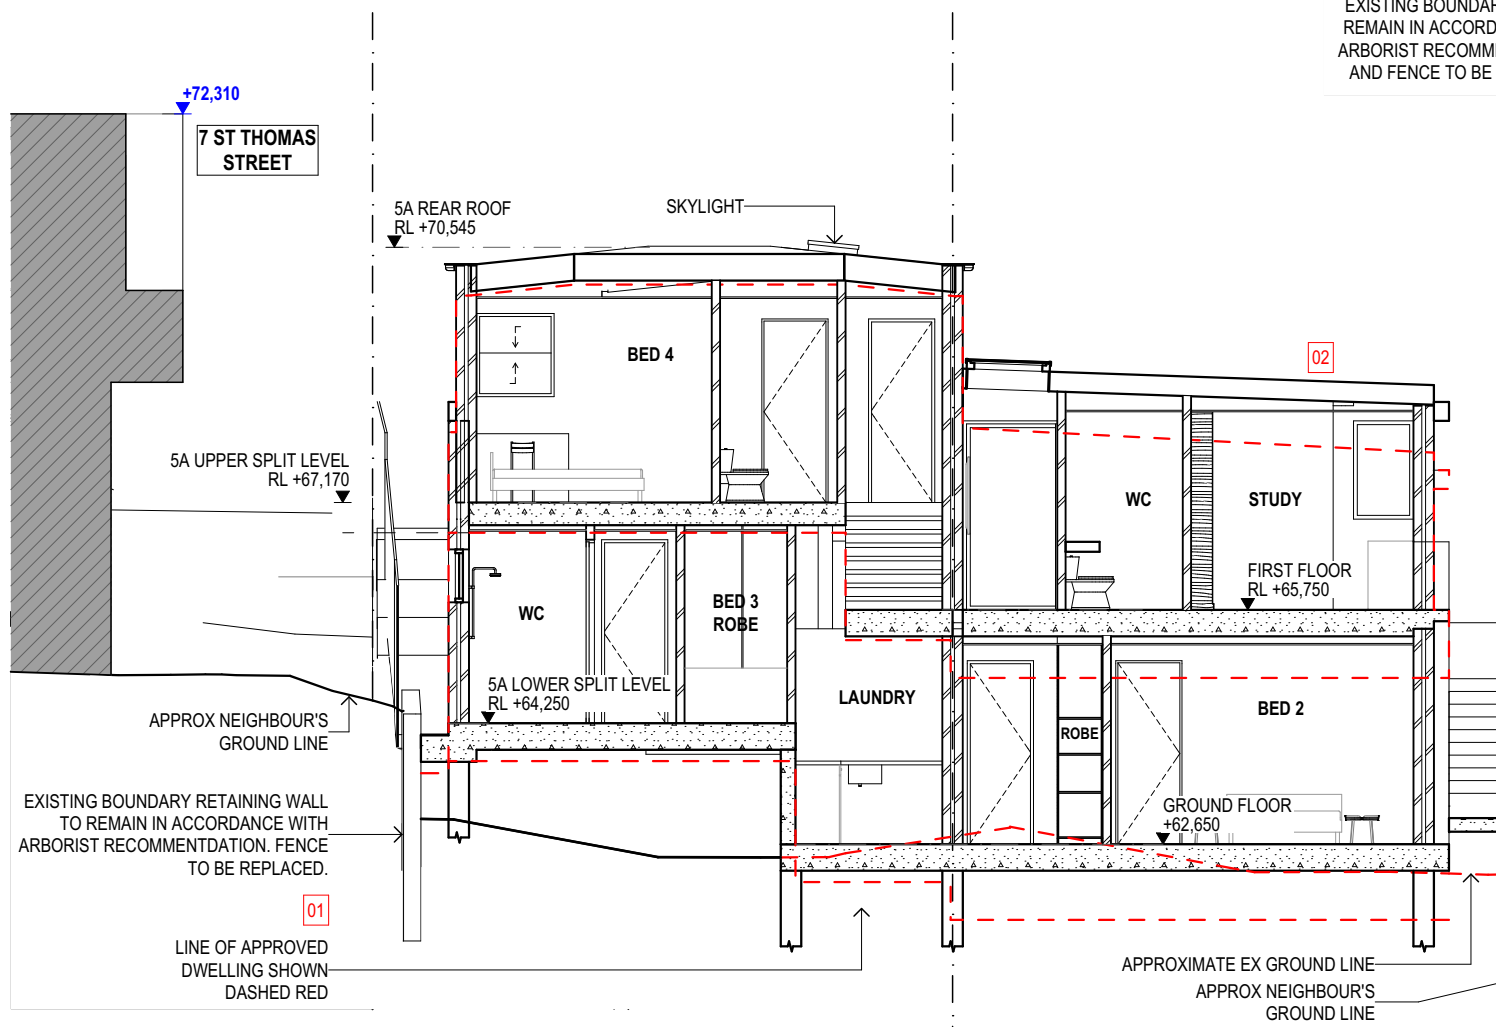 EXISTING BOUNDAR
REMAIN IN ACCORD
ARBORIST RECOMM
AND FENCE TO BE
+72,310
7 ST THOMAS
STREET
5A REAR ROOF
RL +70,545
SKYLIGHT
BED 4
02
5A UPPER SPLIT LEVEL
RL +67,170
WC
STUDY
FIRST FLOOR
RL +65,750
WC
BED 3
ROBE
5A LOWER SPLIT LEVEL
RL +64,250
LAUNDRY
BED 2
ROBE
APPROX NEIGHBOUR'S
GROUND LINE
GROUND FLOOR
+62,650
EXISTING BOUNDARY RETAINING WALL
TO REMAIN IN ACCORDANCE WITH
ARBORIST RECOMMENTDATION. FENCE
TO BE REPLACED.
01
LINE OF APPROVED
DWELLING SHOWN
DASHED RED
APPROXIMATE EX GROUND LINE
APPROX NEIGHBOUR'S
GROUND LINE